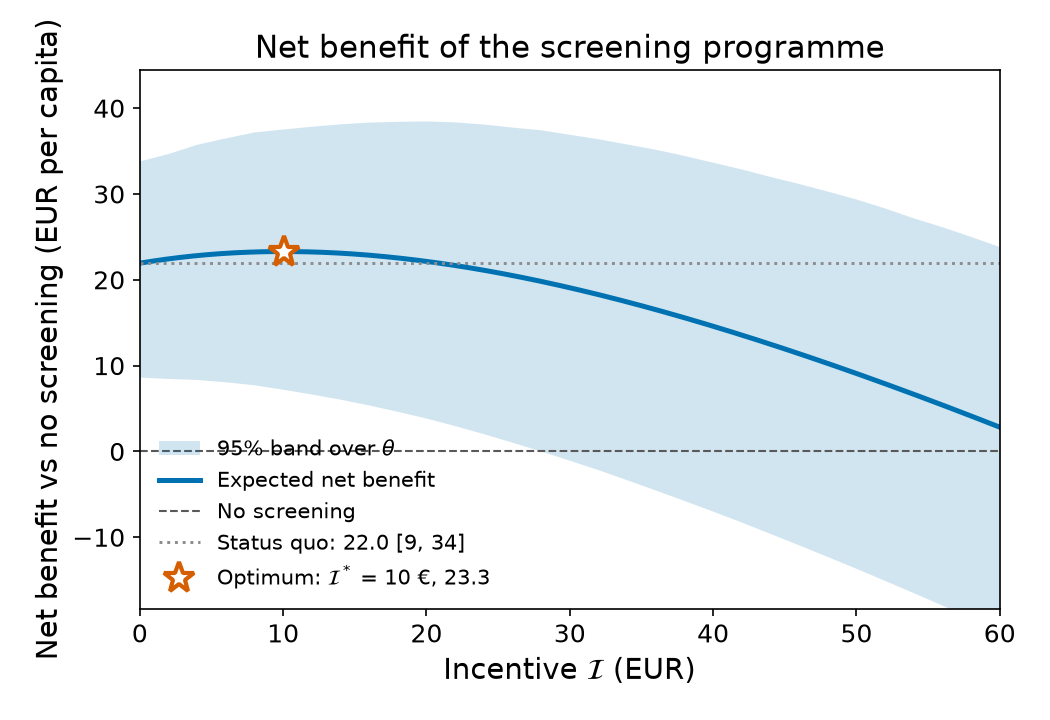 Net benefit of the screening programme
Net benefit vs no screening (EUR per capita)
40
30
20
10
0
−10
95% band over θ
Expected net benefit
No screening
Status quo: 22.0 [9, 34]
Optimum: ℐ* = 10 €, 23.3
0 10 20 30 40 50 60
Incentive ℐ (EUR)